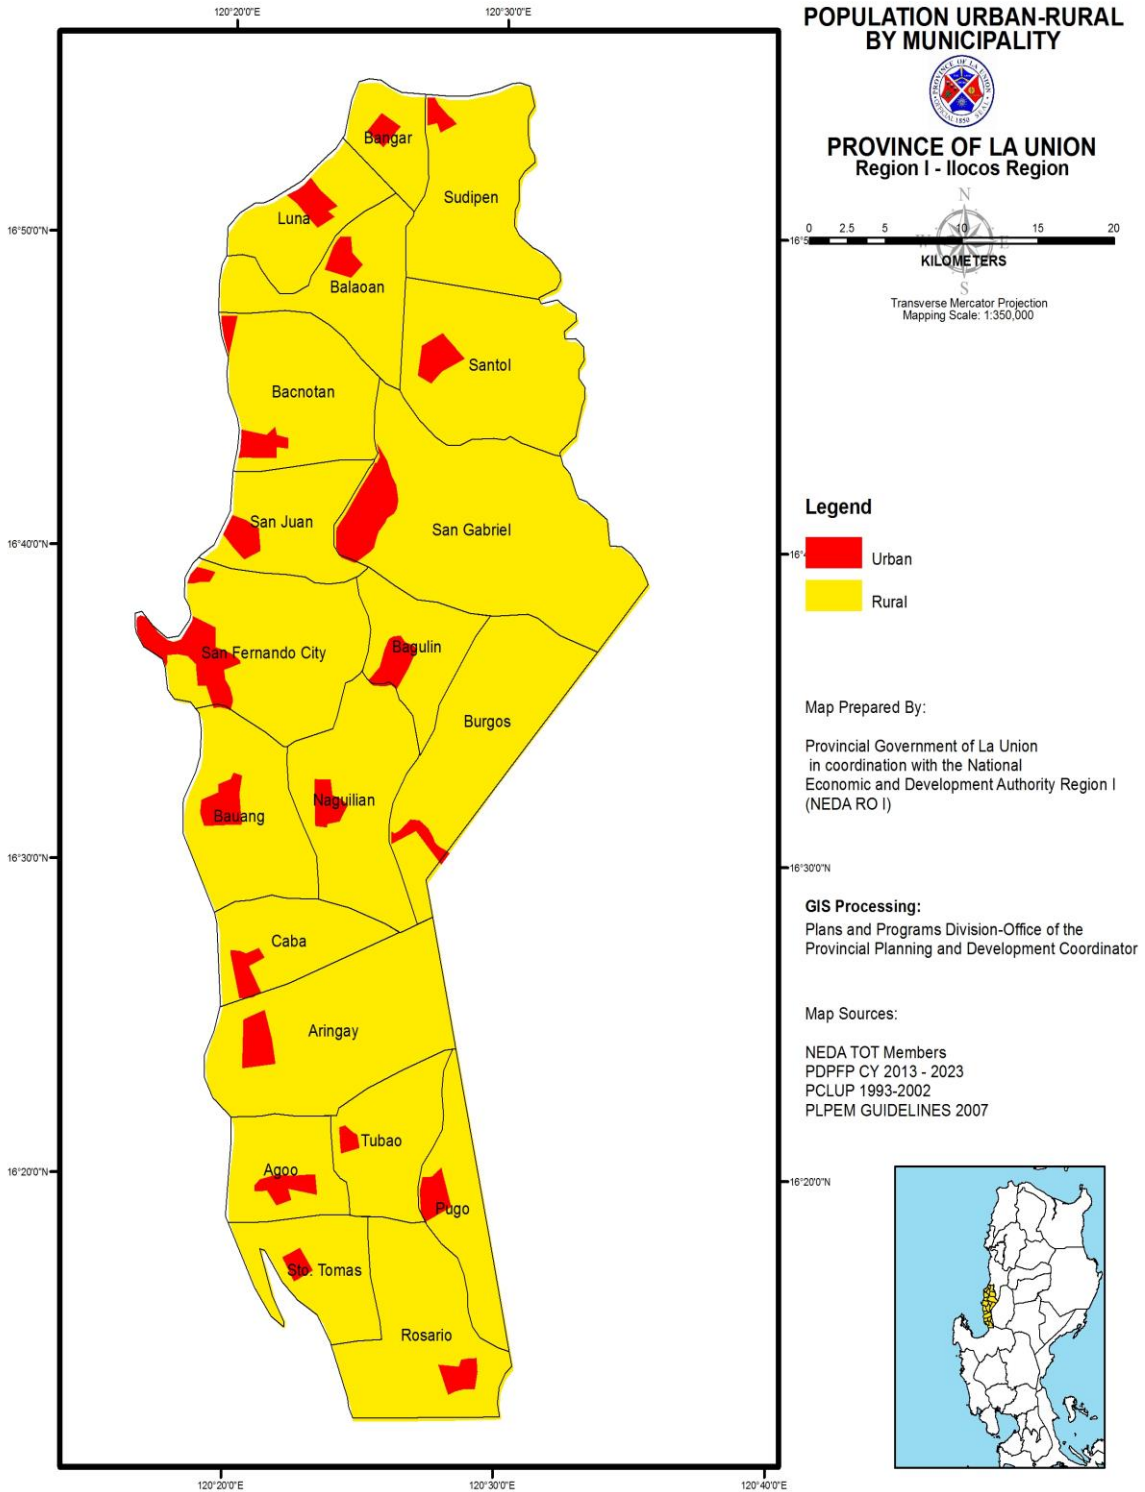 120°20'0"E
120°30'0"E
POPULATION URBAN-RURAL
BY MUNICIPALITY
PROVINCE OF LA UNION
Region I - Ilocos Region
N
0 2.5 5 10 15 20
E
KILOMETERS
S
Transverse Mercator Projection
Mapping Scale: 1:350,000
Bangar
Sudipen
Luna
16°50'0"N
Balaoan
Santol
Bacnotan
San Juan
San Gabriel
16°40'0"N
Legend
Urban
Rural
San Fernando City
Bagulin
Burgos
Map Prepared By:
Provincial Government of La Union
in coordination with the National
Economic and Development Authority Region I
(NEDA RO I)
Naguilian
Bauang
16°30'0"N
16°30'0"N
GIS Processing:
Plans and Programs Division-Office of the
Provincial Planning and Development Coordinator
Caba
Aringay
Map Sources:
NEDA TOT Members
PDPFP CY 2013 - 2023
PCLUP 1993-2002
PLPEM GUIDELINES 2007
Tubao
Agoo
16°20'0"N
16°20'0"N
Pugo
Sto. Tomas
Rosario
120°20'0"E
120°30'0"E
120°40'0"E